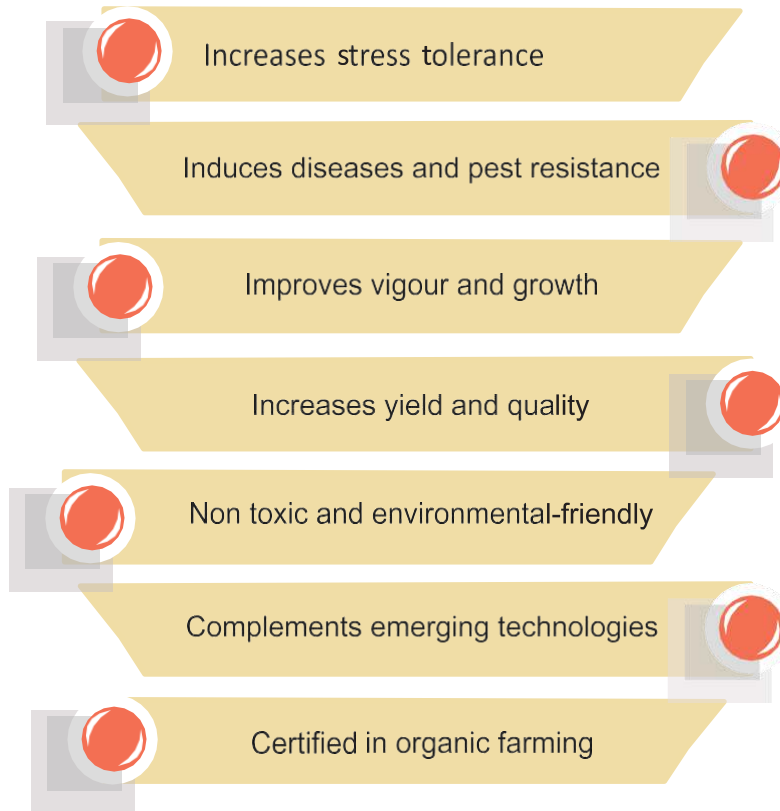 Increases stress tolerance
Induces diseases and pest resistance
Improves vigour and growth
Increases yield and quality
Non toxic and environmental-friendly
Complements emerging technologies
Certified in organic farming